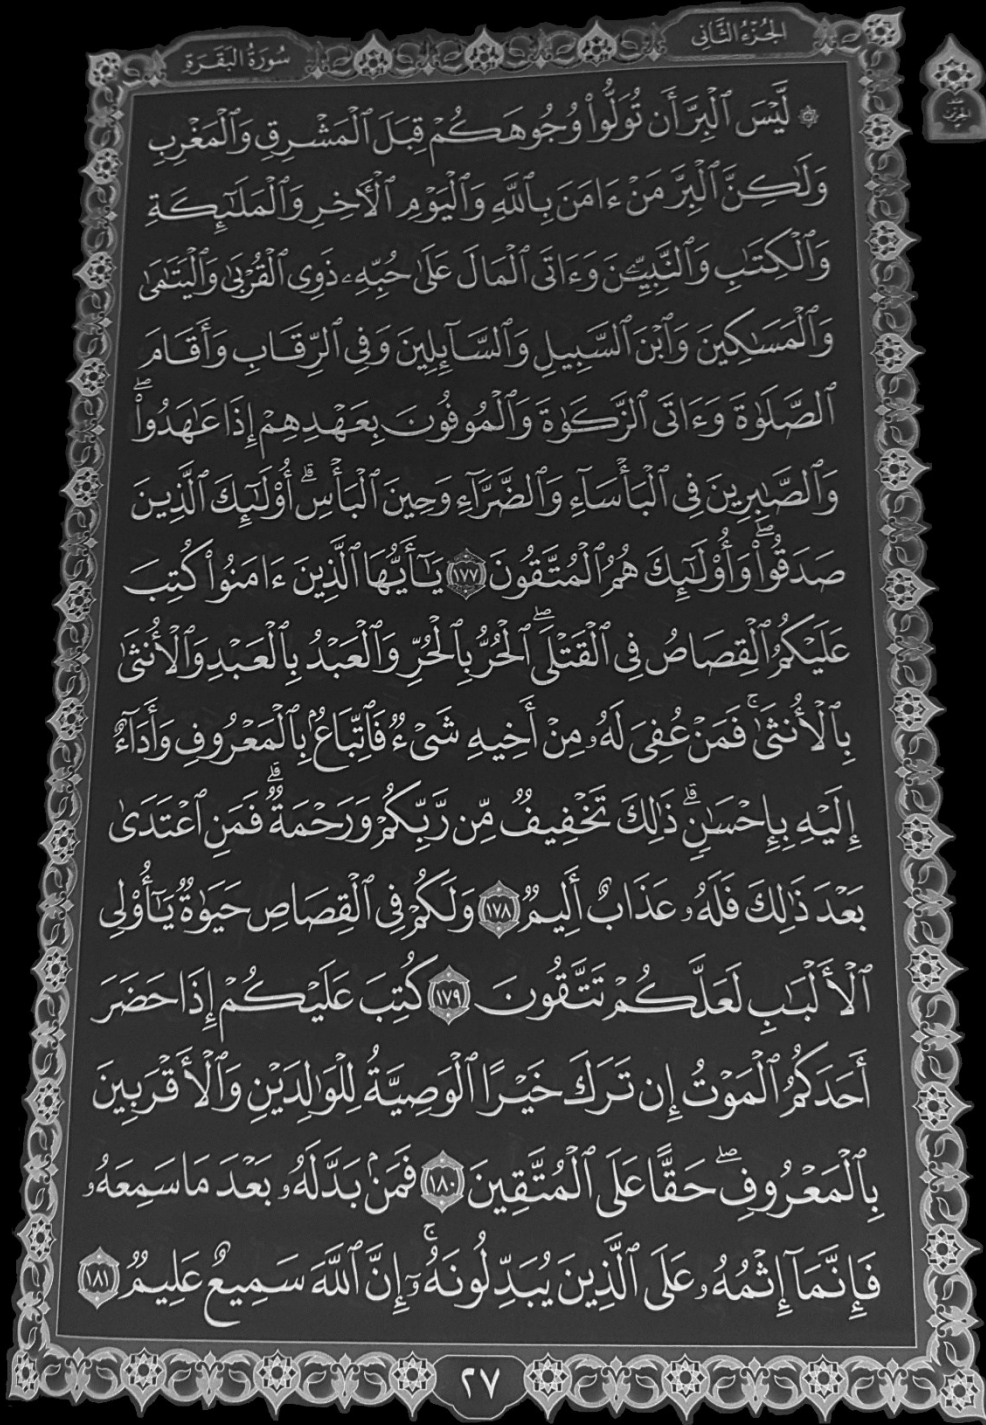 الجُزْءُ الثَّانِي
سُورَةُ البَقَرَةِ
۞ لَّيْسَ ٱلْبِرَّ أَن تُوَلُّوا۟ وُجُوهَكُمْ قِبَلَ ٱلْمَشْرِقِ وَٱلْمَغْرِبِ
وَلَٰكِنَّ ٱلْبِرَّ مَنْ ءَامَنَ بِٱللَّهِ وَٱلْيَوْمِ ٱلْءَاخِرِ وَٱلْمَلَٰٓئِكَةِ
وَٱلْكِتَٰبِ وَٱلنَّبِيِّۦنَ وَءَاتَى ٱلْمَالَ عَلَىٰ حُبِّهِۦ ذَوِى ٱلْقُرْبَىٰ وَٱلْيَتَٰمَىٰ
وَٱلْمَسَٰكِينَ وَٱبْنَ ٱلسَّبِيلِ وَٱلسَّآئِلِينَ وَفِى ٱلرِّقَابِ وَأَقَامَ
ٱلصَّلَوٰةَ وَءَاتَى ٱلزَّكَوٰةَ وَٱلْمُوفُونَ بِعَهْدِهِمْ إِذَا عَٰهَدُوا۟ۖ
وَٱلصَّٰبِرِينَ فِى ٱلْبَأْسَآءِ وَٱلضَّرَّآءِ وَحِينَ ٱلْبَأْسِۗ أُو۟لَٰٓئِكَ ٱلَّذِينَ
صَدَقُوا۟ۖ وَأُو۟لَٰٓئِكَ هُمُ ٱلْمُتَّقُونَ ١٧٧ يَٰٓأَيُّهَا ٱلَّذِينَ ءَامَنُوا۟ كُتِبَ
عَلَيْكُمُ ٱلْقِصَاصُ فِى ٱلْقَتْلَىۖ ٱلْحُرُّ بِٱلْحُرِّ وَٱلْعَبْدُ بِٱلْعَبْدِ وَٱلْأُنثَىٰ
بِٱلْأُنثَىٰۚ فَمَنْ عُفِىَ لَهُۥ مِنْ أَخِيهِ شَىْءٌ فَٱتِّبَاعٌۢ بِٱلْمَعْرُوفِ وَأَدَآءٌ
إِلَيْهِ بِإِحْسَٰنٍۗ ذَٰلِكَ تَخْفِيفٌ مِّن رَّبِّكُمْ وَرَحْمَةٌۗ فَمَنِ ٱعْتَدَىٰ
بَعْدَ ذَٰلِكَ فَلَهُۥ عَذَابٌ أَلِيمٌ ١٧٨ وَلَكُمْ فِى ٱلْقِصَاصِ حَيَوٰةٌ يَٰٓأُو۟لِى
ٱلْأَلْبَٰبِ لَعَلَّكُمْ تَتَّقُونَ ١٧٩ كُتِبَ عَلَيْكُمْ إِذَا حَضَرَ
أَحَدَكُمُ ٱلْمَوْتُ إِن تَرَكَ خَيْرًا ٱلْوَصِيَّةُ لِلْوَٰلِدَيْنِ وَٱلْأَقْرَبِينَ
بِٱلْمَعْرُوفِۖ حَقًّا عَلَى ٱلْمُتَّقِينَ ١٨٠ فَمَنۢ بَدَّلَهُۥ بَعْدَ مَا سَمِعَهُۥ
فَإِنَّمَآ إِثْمُهُۥ عَلَى ٱلَّذِينَ يُبَدِّلُونَهُۥٓۚ إِنَّ ٱللَّهَ سَمِيعٌ عَلِيمٌ ١٨١
٢٧